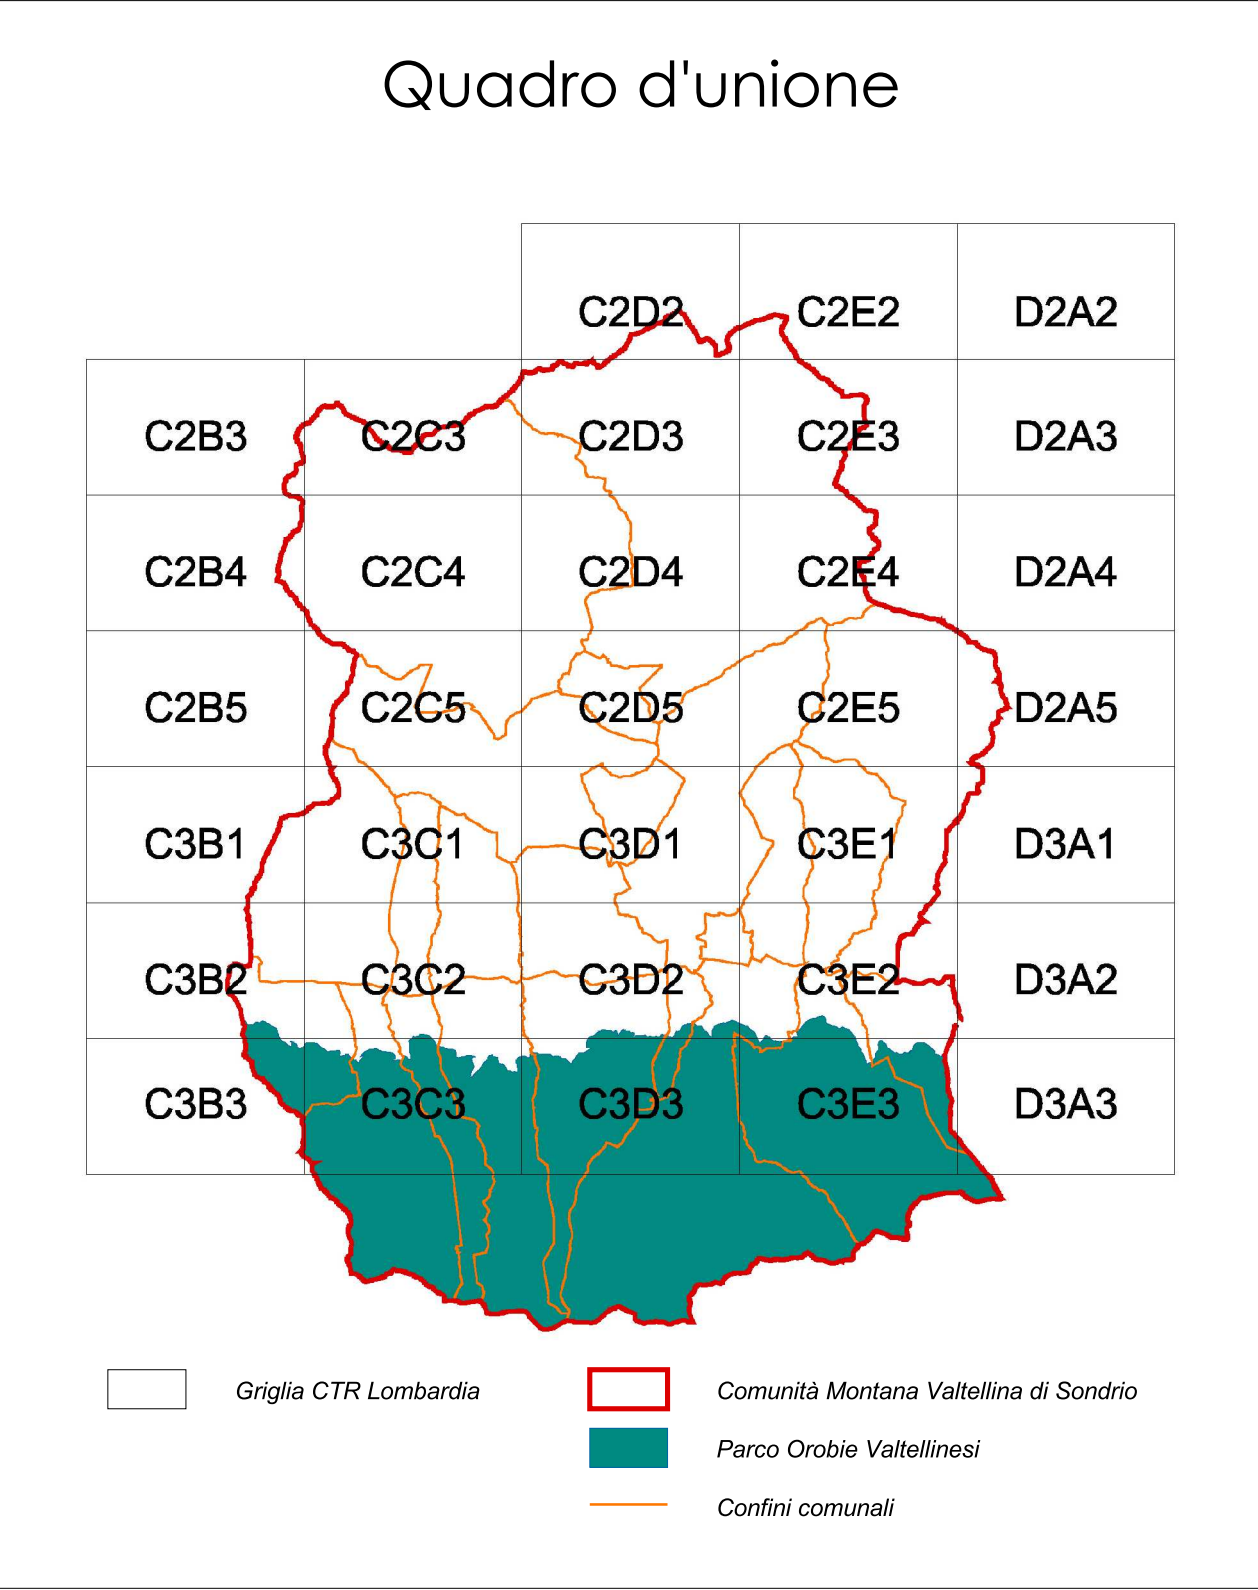 Quadro d'unione
C2D2 C2E2 D2A2
C2B3 C2C3 C2D3 C2E3 D2A3
C2B4 C2C4 C2D4 C2E4 D2A4
C2B5 C2C5 C2D5 C2E5 D2A5
C3B1 C3C1 C3D1 C3E1 D3A1
C3B2 C3C2 C3D2 C3E2 D3A2
C3B3 C3C3 C3D3 C3E3 D3A3
Griglia CTR Lombardia
Comunità Montana Valtellina di Sondrio
Parco Orobie Valtellinesi
Confini comunali